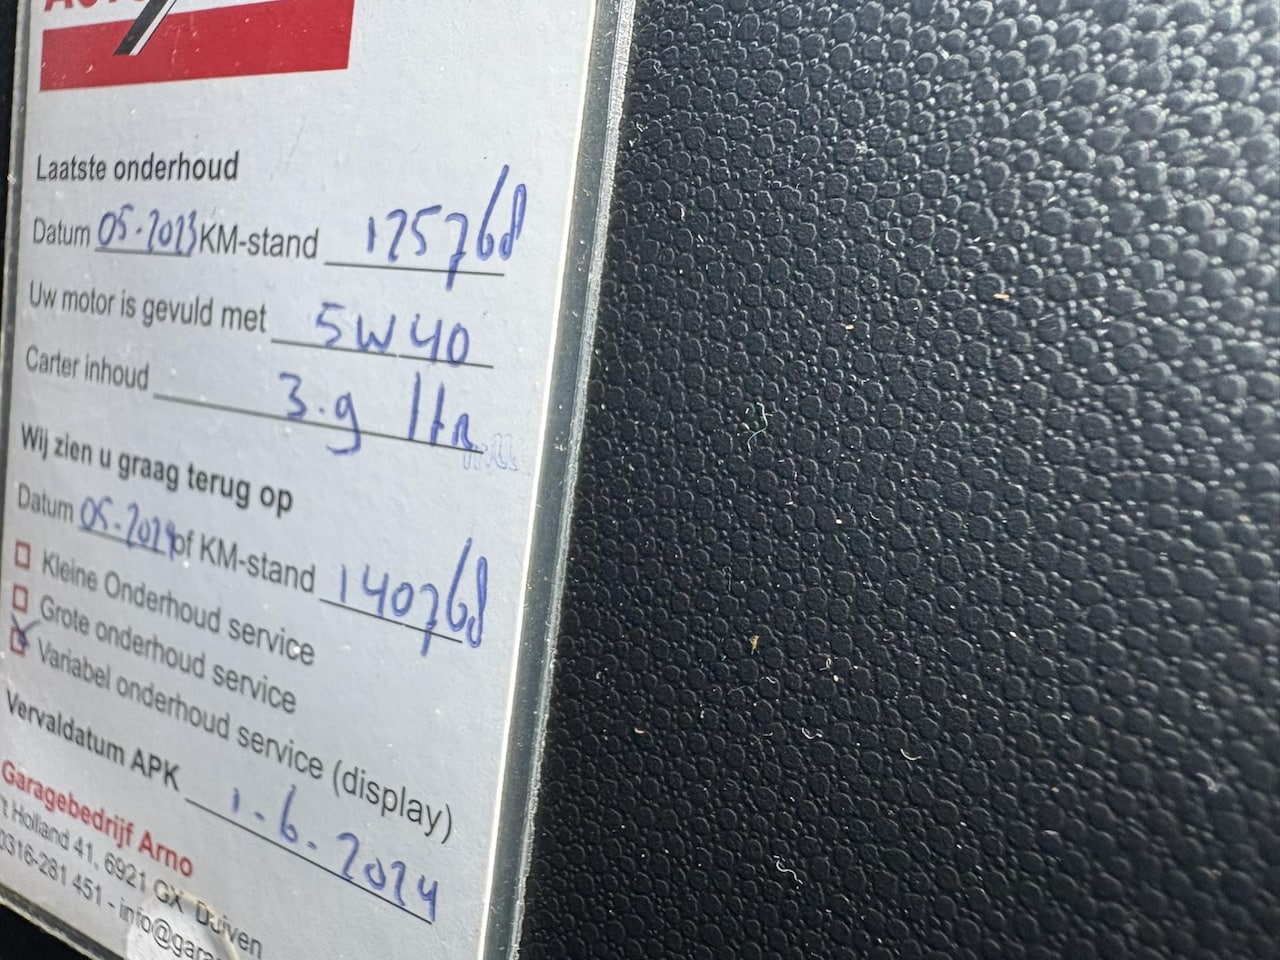 Laatste onderhoud
Datum 05-2023 KM-stand 125768
Uw motor is gevuld met 5W40
Carter inhoud 3.9 ltr
Wij zien u graag terug op
Datum 05-2024 of KM-stand 140768
Kleine Onderhoud service
Grote onderhoud service
Variabel onderhoud service (display)
Vervaldatum APK 1-6-2024
Garagebedrijf Arno
't Holland 41, 6921 GX Duiven
0316-281 451 - info@gara